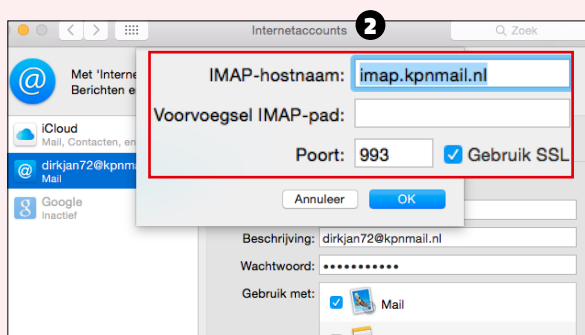 Internetaccounts
2
Zoek
Met 'Interne
Berichten e
IMAP-hostnaam: imap.kpnmail.nl
Voorvoegsel IMAP-pad:
Poort: 993 Gebruik SSL
Annuleer OK
iCloud
Mail, Contacten, en
dirkjan72@kpnma
Mail
Google
Inactief
Beschrijving: dirkjan72@kpnmail.nl
Wachtwoord: •••••••••••
Gebruik met: Mail